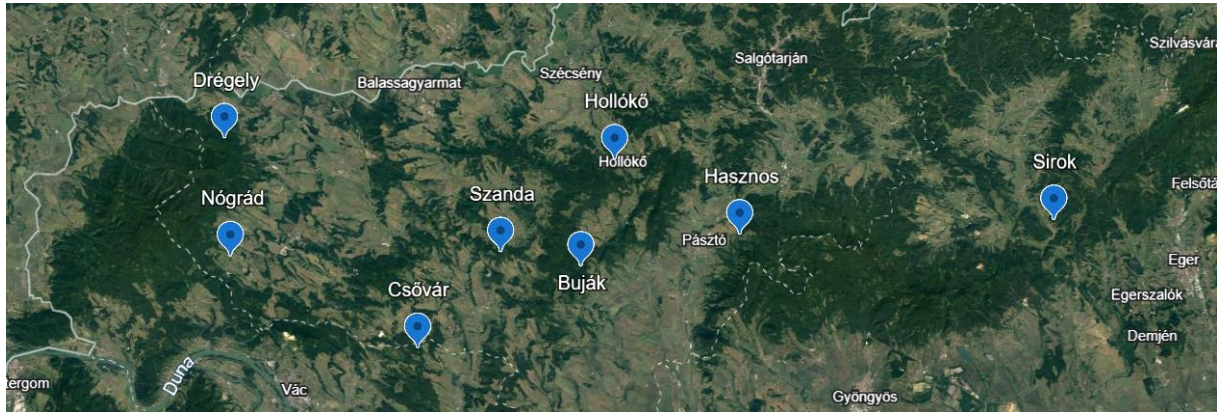 Szilvásvára
Salgótarján
Szécsény
Balassagyarmat
Drégely
Hollókő
Hollókő
Sirok
Hasznos
Felsőtá
Nógrád
Szanda
Pásztó
Eger
Buják
Csővár
Egerszalók
Demjén
Duna
tergom
Vác
Gyöngyös